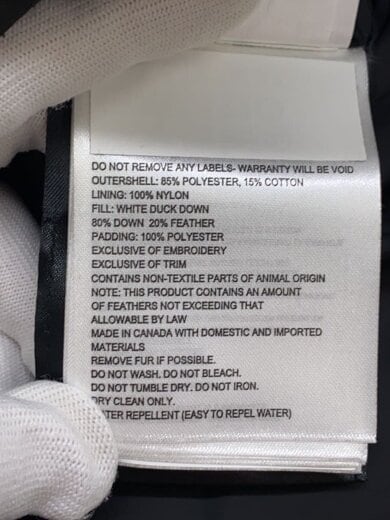 DO NOT REMOVE ANY LABELS- WARRANTY WILL BE VOID
OUTERSHELL: 85% POLYESTER, 15% COTTON
LINING: 100% NYLON
FILL: WHITE DUCK DOWN
80% DOWN 20% FEATHER
PADDING: 100% POLYESTER
EXCLUSIVE OF EMBROIDERY
EXCLUSIVE OF TRIM
CONTAINS NON-TEXTILE PARTS OF ANIMAL ORIGIN
NOTE: THIS PRODUCT CONTAINS AN AMOUNT
OF FEATHERS NOT EXCEEDING THAT
ALLOWABLE BY LAW
MADE IN CANADA WITH DOMESTIC AND IMPORTED
MATERIALS
REMOVE FUR IF POSSIBLE.
DO NOT WASH. DO NOT BLEACH.
DO NOT TUMBLE DRY. DO NOT IRON.
DRY CLEAN ONLY.
WATER REPELLENT (EASY TO REPEL WATER)